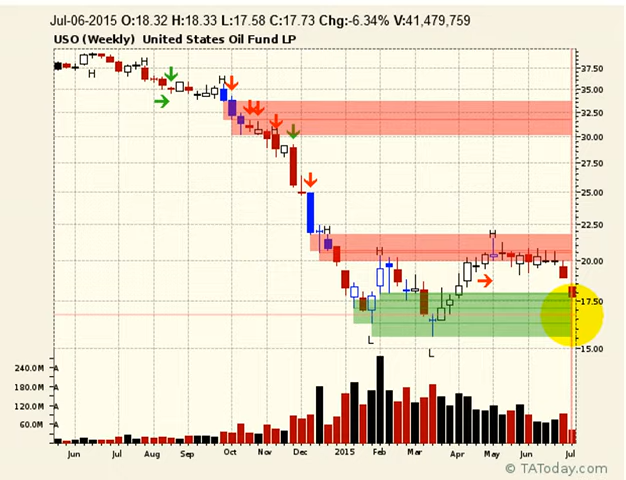 Jul-06-2015 O:18.32 H:18.33 L:17.58 C:17.73 Chg:-6.34% V:41,479,759
USO (Weekly) United States Oil Fund LP
H
H
H
37.50
35.00
32.50
30.00
27.50
25.00
H
H
H
22.50
20.00
17.50
L
L
15.00
240.0M A
180.0M A
120.0M A
60.0M A
Jun Jul Aug Sep Oct Nov Dec 2015 Feb Mar Apr May Jun Jul
© TAToday.com